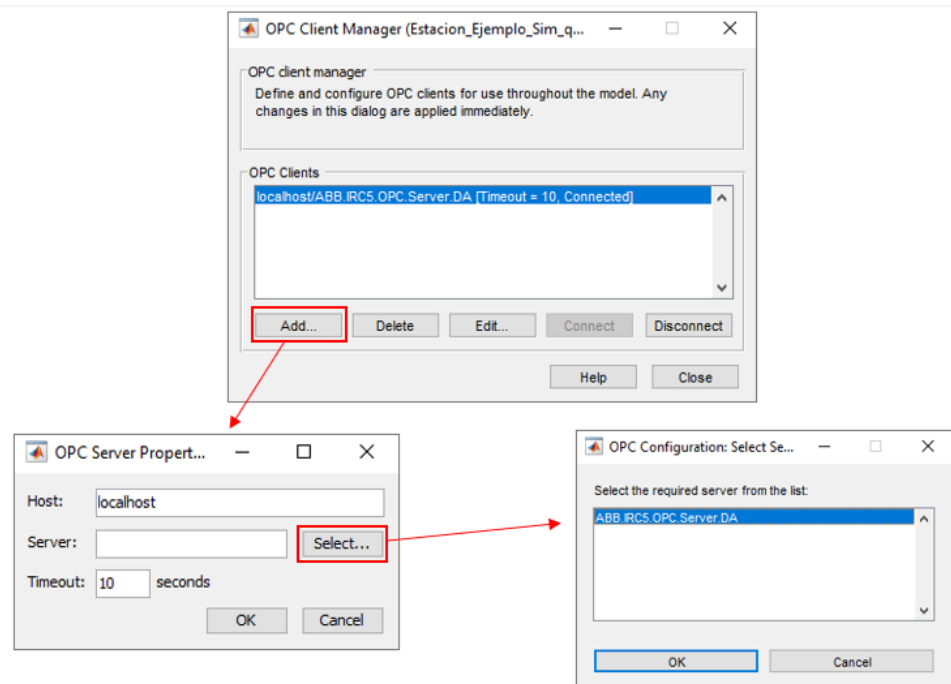 OPC Client Manager (Estacion_Ejemplo_Sim_q...
OPC client manager
Define and configure OPC clients for use throughout the model. Any
changes in this dialog are applied immediately.
OPC Clients
localhost/ABB.IRC5.OPC.Server.DA [Timeout = 10, Connected]
Add... Delete Edit... Connect Disconnect
Help Close
OPC Server Propert...
Host: localhost
Server: Select...
Timeout: 10 seconds
OK Cancel
OPC Configuration: Select Se...
Select the required server from the list:
ABB.IRC5.OPC.Server.DA
OK Cancel